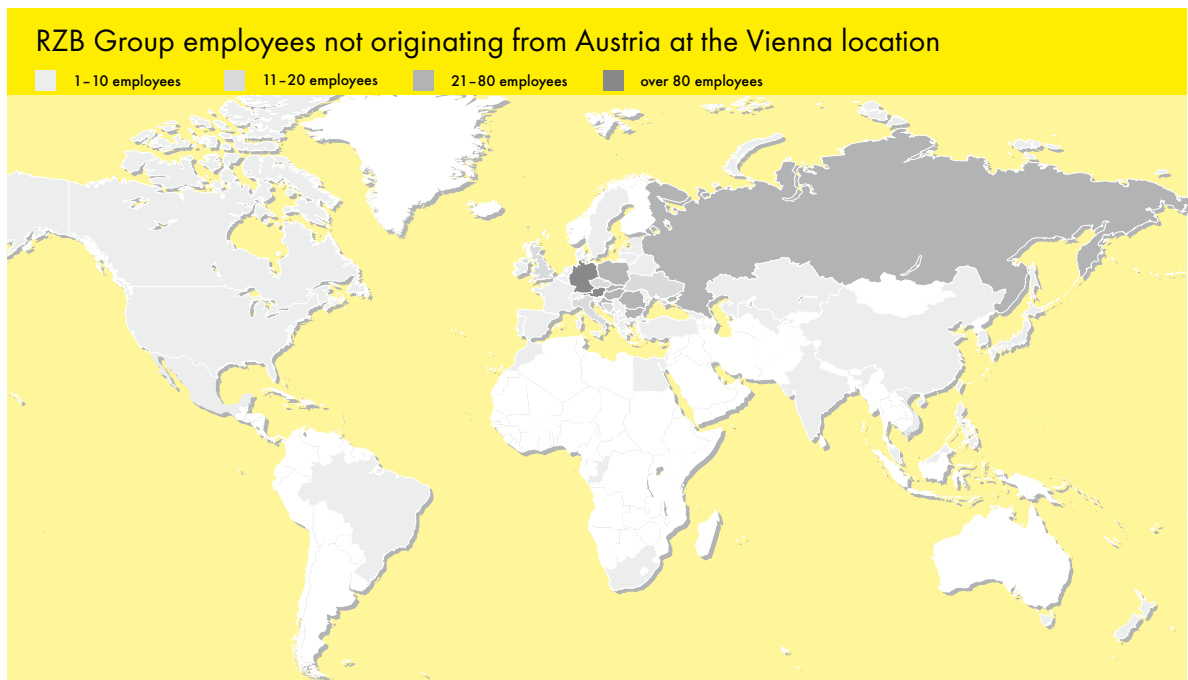 RZB Group employees not originating from Austria at the Vienna location
1–10 employees 11–20 employees 21–80 employees over 80 employees